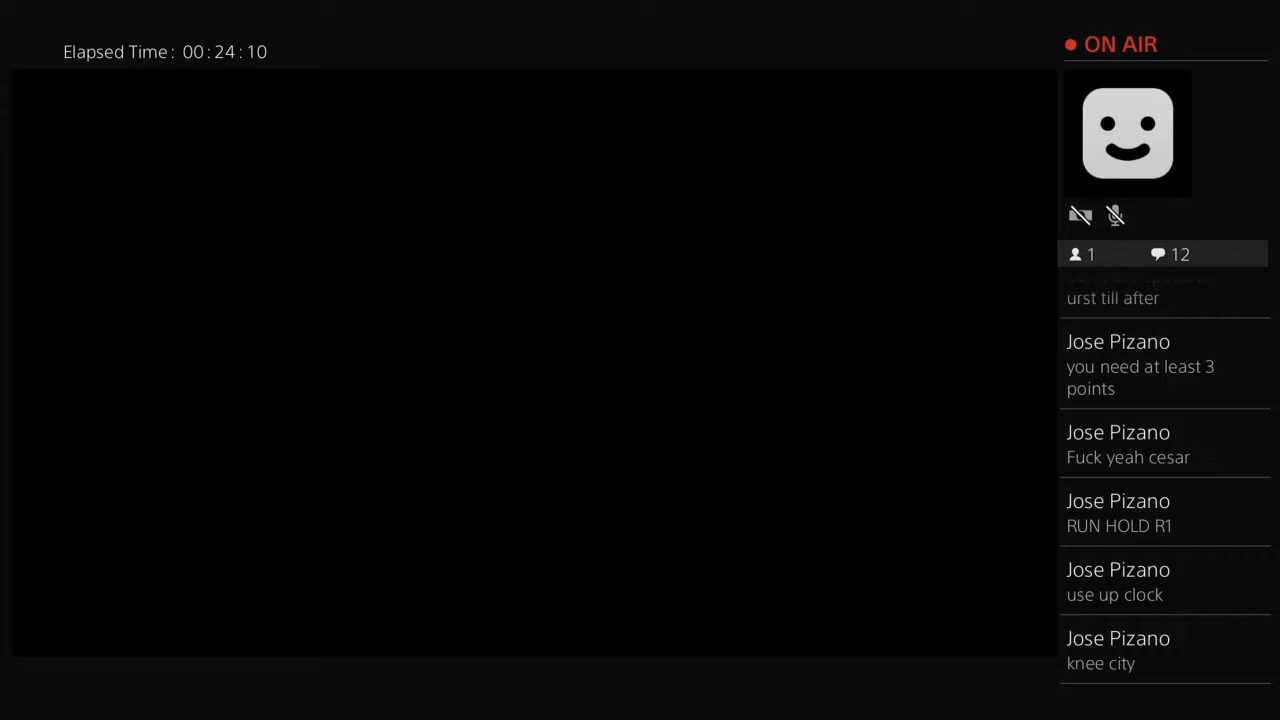 Elapsed Time: 00:24:10
ON AIR
1 12
urst till after
Jose Pizano
you need at least 3
points
Jose Pizano
Fuck yeah cesar
Jose Pizano
RUN HOLD R1
Jose Pizano
use up clock
Jose Pizano
knee city